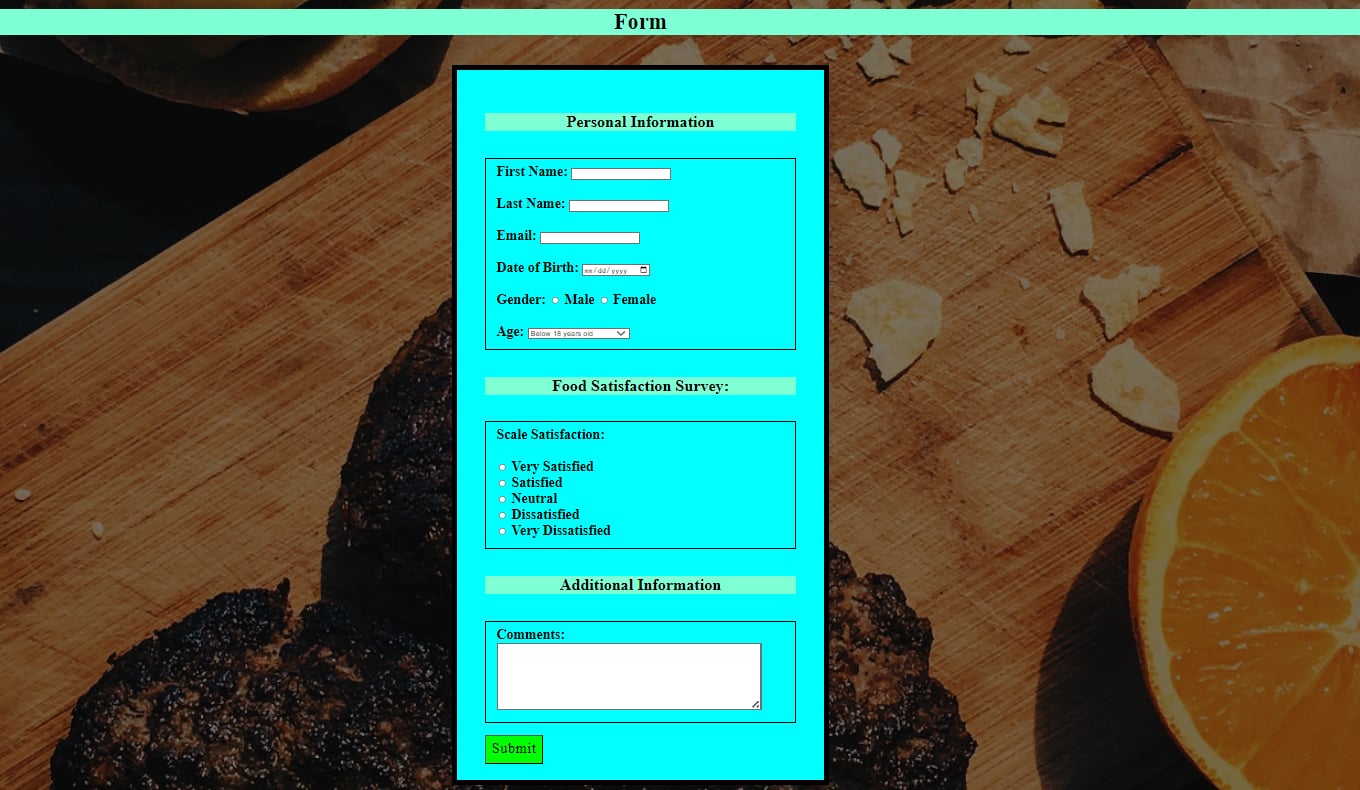 Form
Personal Information
First Name:
Last Name:
Email:
Date of Birth: mm/dd/yyyy
Gender: Male Female
Age: Below 18 years old
Food Satisfaction Survey:
Scale Satisfaction:
Very Satisfied
Satisfied
Neutral
Dissatisfied
Very Dissatisfied
Additional Information
Comments:
Submit